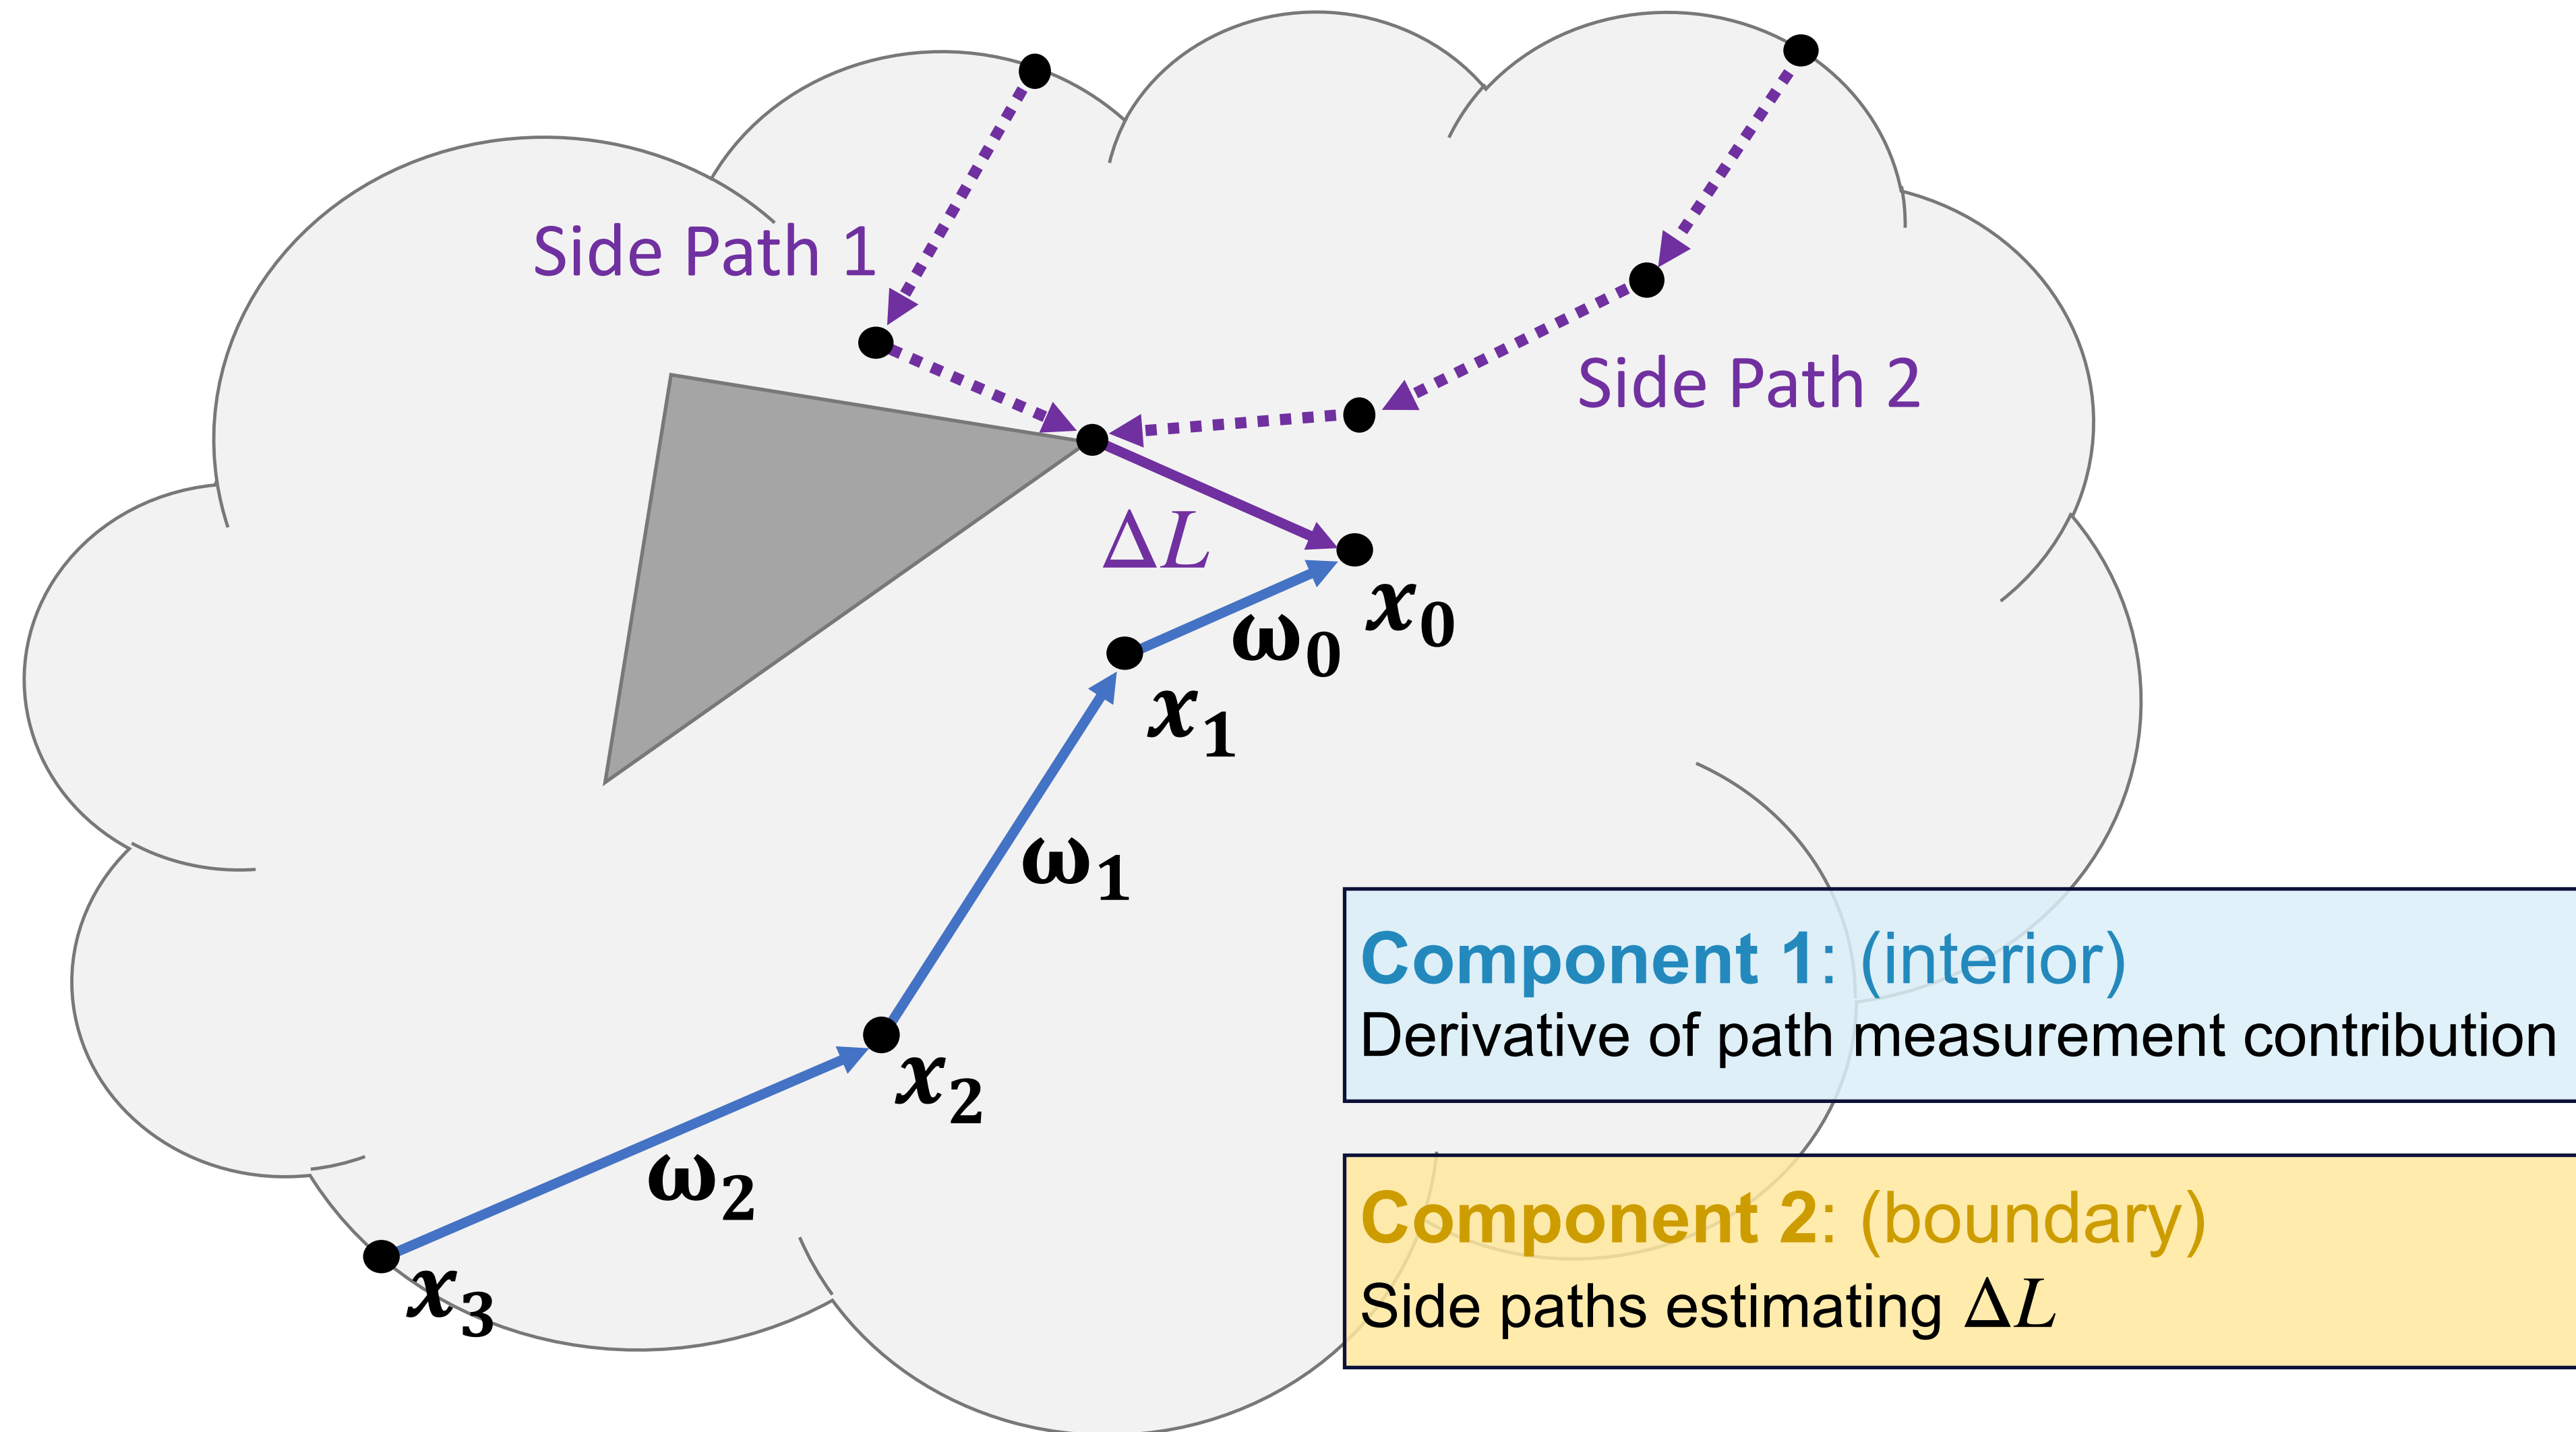 Side Path 1
Side Path 2
ΔL
x₀
ω₀
x₁
ω₁
x₂
ω₂
x₃
Component 1: (interior)
Derivative of path measurement contribution
Component 2: (boundary)
Side paths estimating ΔL